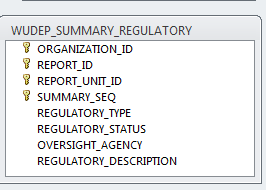 WUDEP_SUMMARY_REGULATORY
ORGANIZATION_ID
REPORT_ID
REPORT_UNIT_ID
SUMMARY_SEQ
REGULATORY_TYPE
REGULATORY_STATUS
OVERSIGHT_AGENCY
REGULATORY_DESCRIPTION